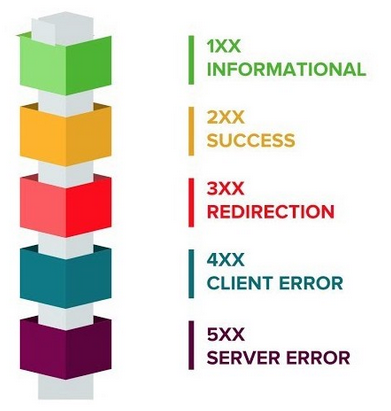 1XX
INFORMATIONAL
2XX
SUCCESS
3XX
REDIRECTION
4XX
CLIENT ERROR
5XX
SERVER ERROR